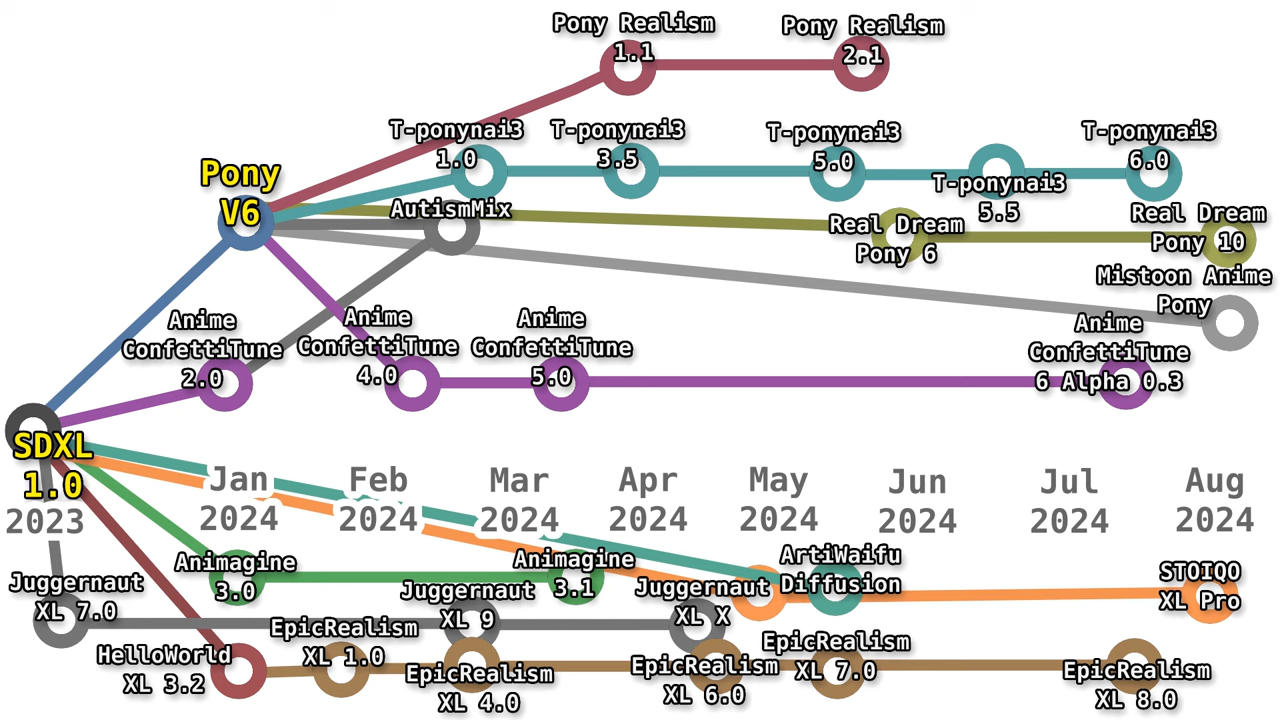 Pony Realism
1.1
Pony Realism
2.1
T-ponynai3
1.0
T-ponynai3
3.5
T-ponynai3
5.0
T-ponynai3
5.5
T-ponynai3
6.0
Pony
V6
AutismMix
Real Dream
Pony 6
Real Dream
Pony 10
Mistoon Anime
Pony
Anime
ConfettiTune
2.0
Anime
ConfettiTune
4.0
Anime
ConfettiTune
5.0
Anime
ConfettiTune
6 Alpha 0.3
SDXL
1.0
2023
Jan
2024
Feb
2024
Mar
2024
Apr
2024
May
2024
Jun
2024
Jul
2024
Aug
2024
Animagine
3.0
Animagine
3.1
ArtiWaifu
Diffusion
STOIQO
XL Pro
Juggernaut
XL 7.0
Juggernaut
XL 9
Juggernaut
XL X
HelloWorld
XL 3.2
EpicRealism
XL 1.0
EpicRealism
XL 4.0
EpicRealism
XL 6.0
EpicRealism
XL 7.0
EpicRealism
XL 8.0